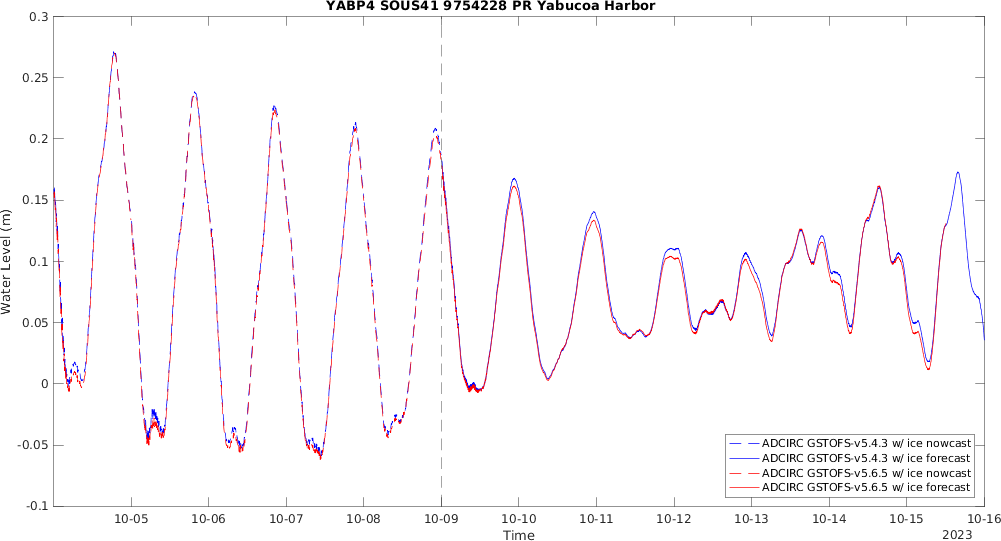 YABP4 SOUS41 9754228 PR Yabucoa Harbor
0.3
0.25
0.2
0.15
0.1
0.05
0
-0.05
-0.1
Water Level (m)
10-05 10-06 10-07 10-08 10-09 10-10 10-11 10-12 10-13 10-14 10-15 10-16
Time
2023
ADCIRC GSTOFS-v5.4.3 w/ ice nowcast
ADCIRC GSTOFS-v5.4.3 w/ ice forecast
ADCIRC GSTOFS-v5.6.5 w/ ice nowcast
ADCIRC GSTOFS-v5.6.5 w/ ice forecast